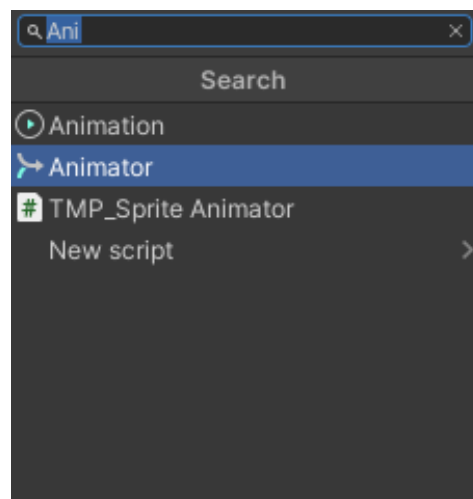 Ani
Search
Animation
Animator
# TMP_Sprite Animator
New script